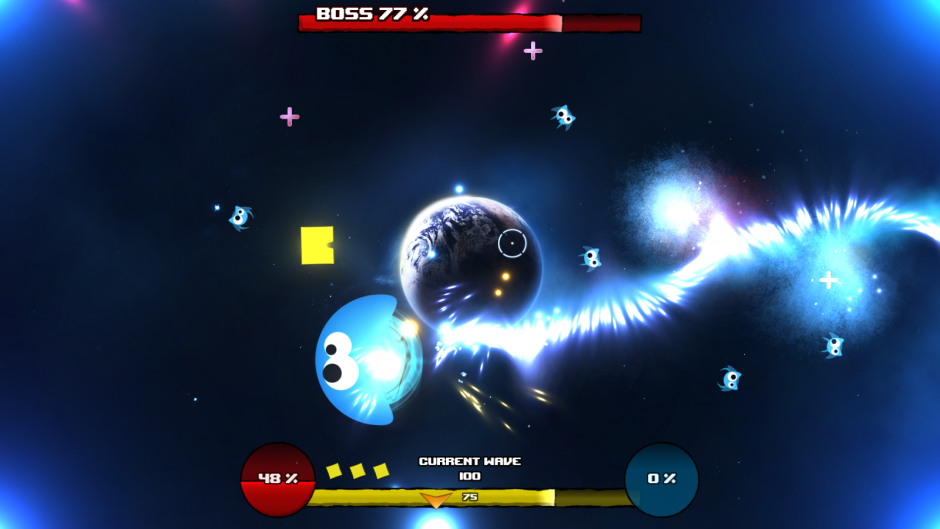 BOSS 77 %
CURRENT WAVE
100
48 %
75
0 %